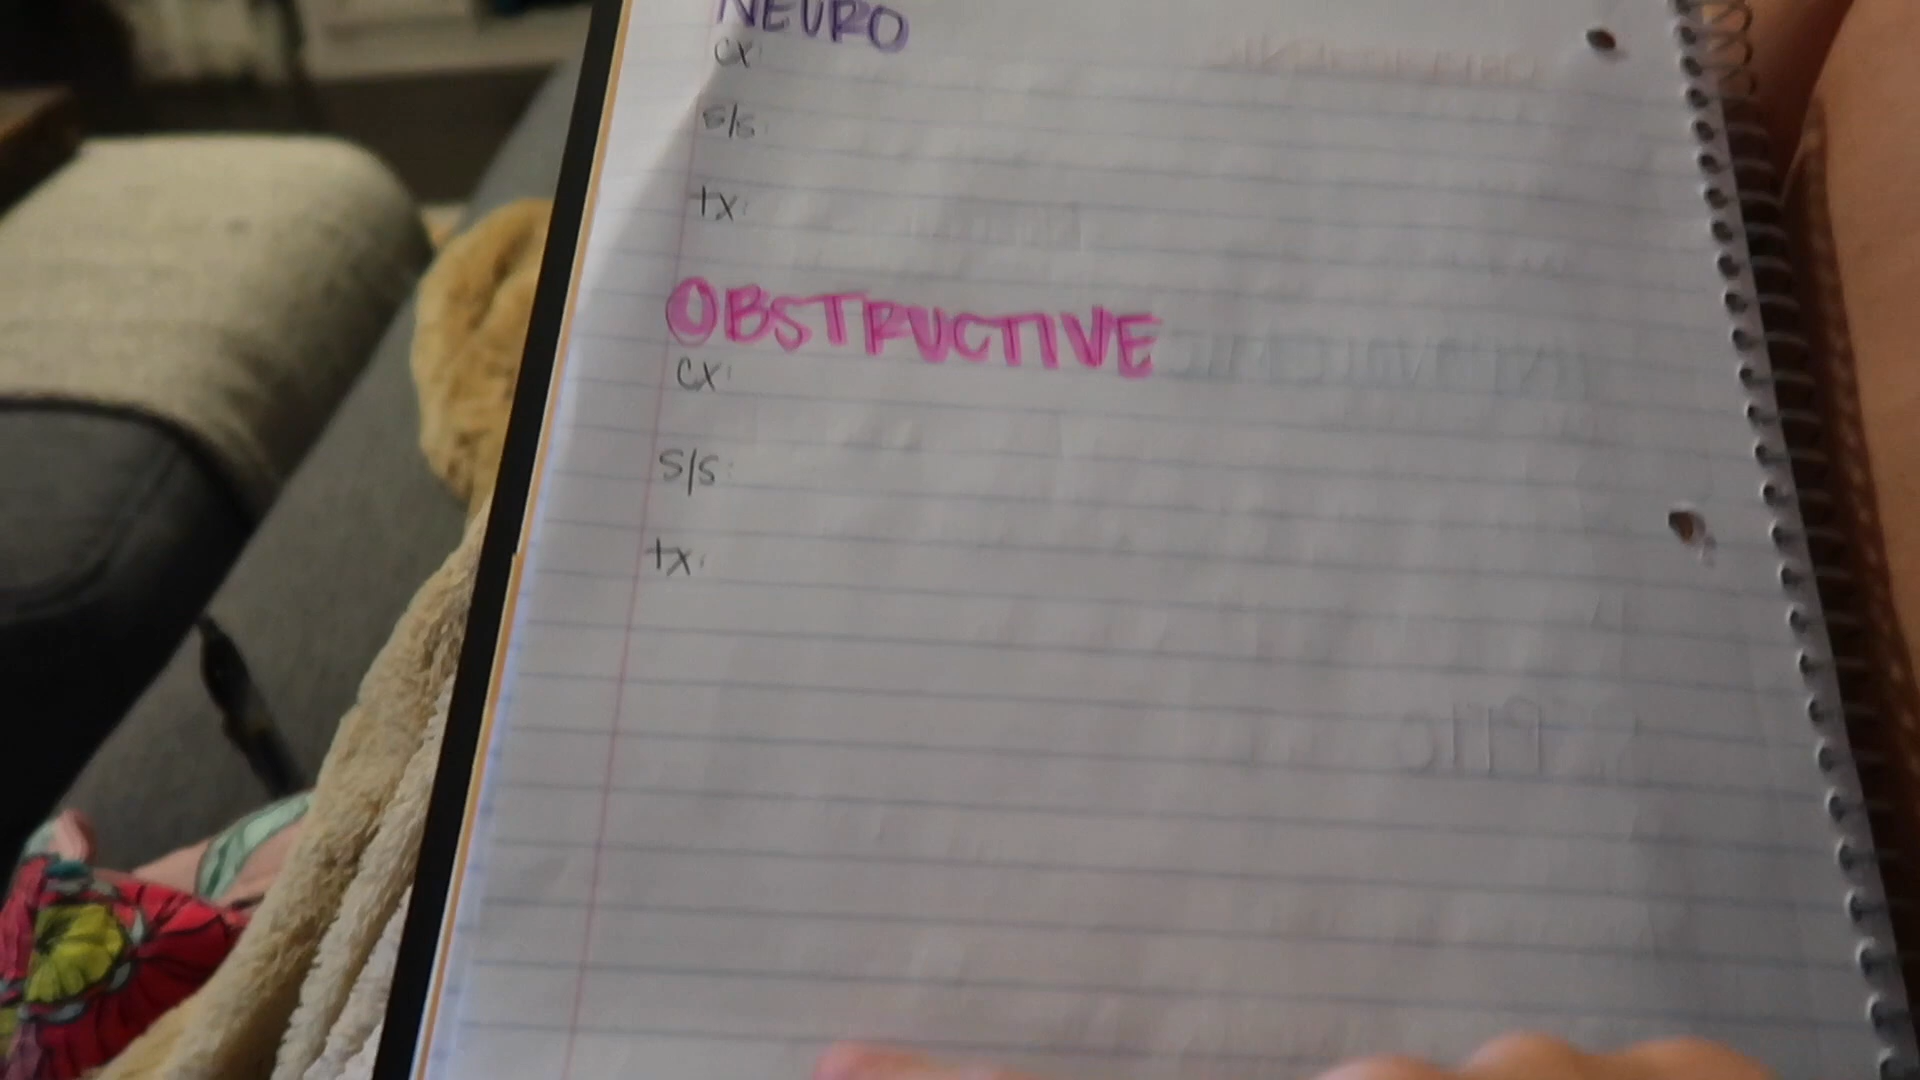 NEURO
cx:
s/s:
tx:
OBSTRUCTIVE
cx:
s/s:
tx: